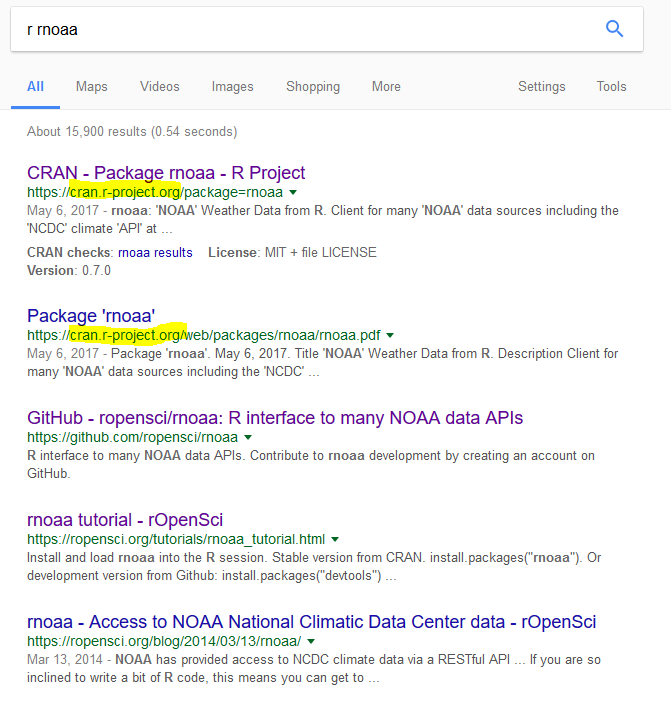 r rnoaa
All Maps Videos Images Shopping More Settings Tools
About 15,900 results (0.54 seconds)
CRAN - Package rnoaa - R Project
https://cran.r-project.org/package=rnoaa
May 6, 2017 - rnoaa: 'NOAA' Weather Data from R. Client for many 'NOAA' data sources including the
'NCDC' climate 'API' at ...
CRAN checks: rnoaa results License: MIT + file LICENSE
Version: 0.7.0
Package 'rnoaa'
https://cran.r-project.org/web/packages/rnoaa/rnoaa.pdf
May 6, 2017 - Package 'rnoaa'. May 6, 2017. Title 'NOAA' Weather Data from R. Description Client for
many 'NOAA' data sources including the 'NCDC' ...
GitHub - ropensci/rnoaa: R interface to many NOAA data APIs
https://github.com/ropensci/rnoaa
R interface to many NOAA data APIs. Contribute to rnoaa development by creating an account on
GitHub.
rnoaa tutorial - rOpenSci
https://ropensci.org/tutorials/rnoaa_tutorial.html
Install and load rnoaa into the R session. Stable version from CRAN. install.packages("rnoaa"). Or
development version from Github: install.packages("devtools") ...
rnoaa - Access to NOAA National Climatic Data Center data - rOpenSci
https://ropensci.org/blog/2014/03/13/rnoaa/
Mar 13, 2014 - NOAA has provided access to NCDC climate data via a RESTful API ... If you are so
inclined to write a bit of R code, this means you can get to ...